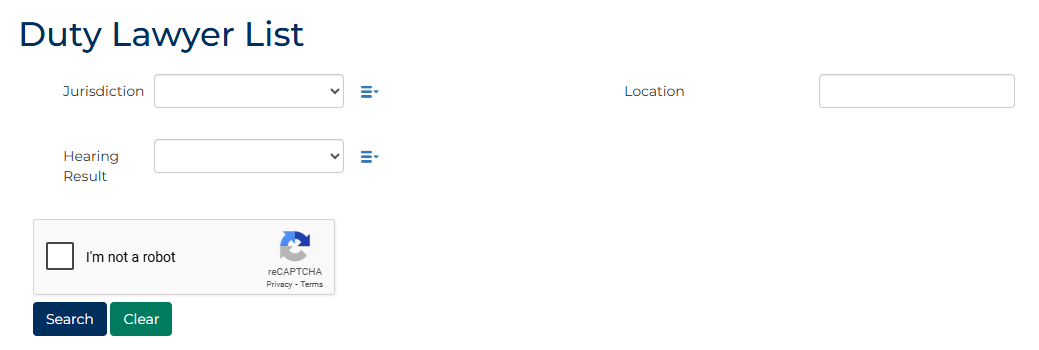 Duty Lawyer List
Jurisdiction
Location
Hearing
Result
I'm not a robot
reCAPTCHA
Privacy - Terms
Search
Clear